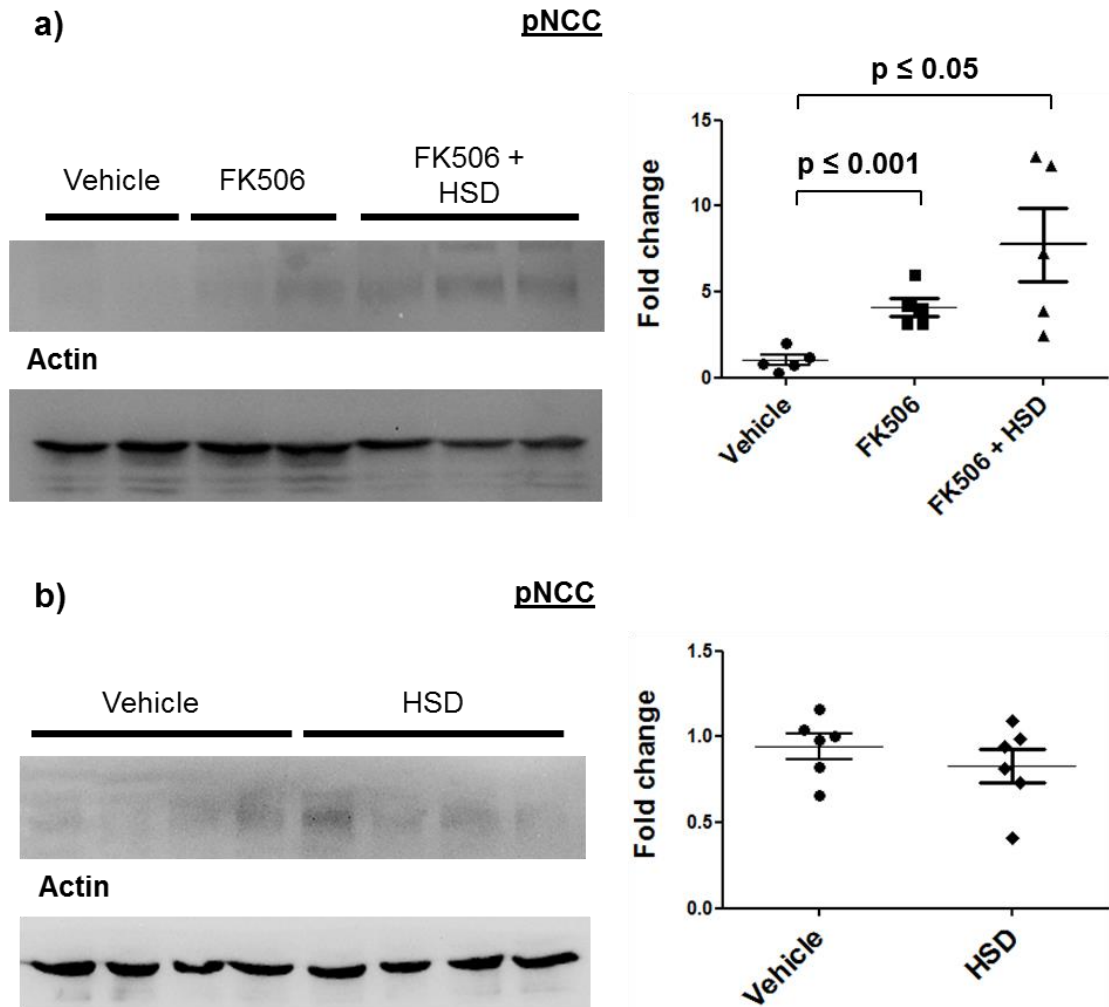 a)
pNCC
Vehicle
FK506
FK506 +
HSD
Actin
p ≤ 0.05
p ≤ 0.001
Fold change
15
10
5
0
Vehicle
FK506
FK506 + HSD
b)
pNCC
Vehicle
HSD
Actin
Fold change
1.5
1.0
0.5
0.0
Vehicle
HSD